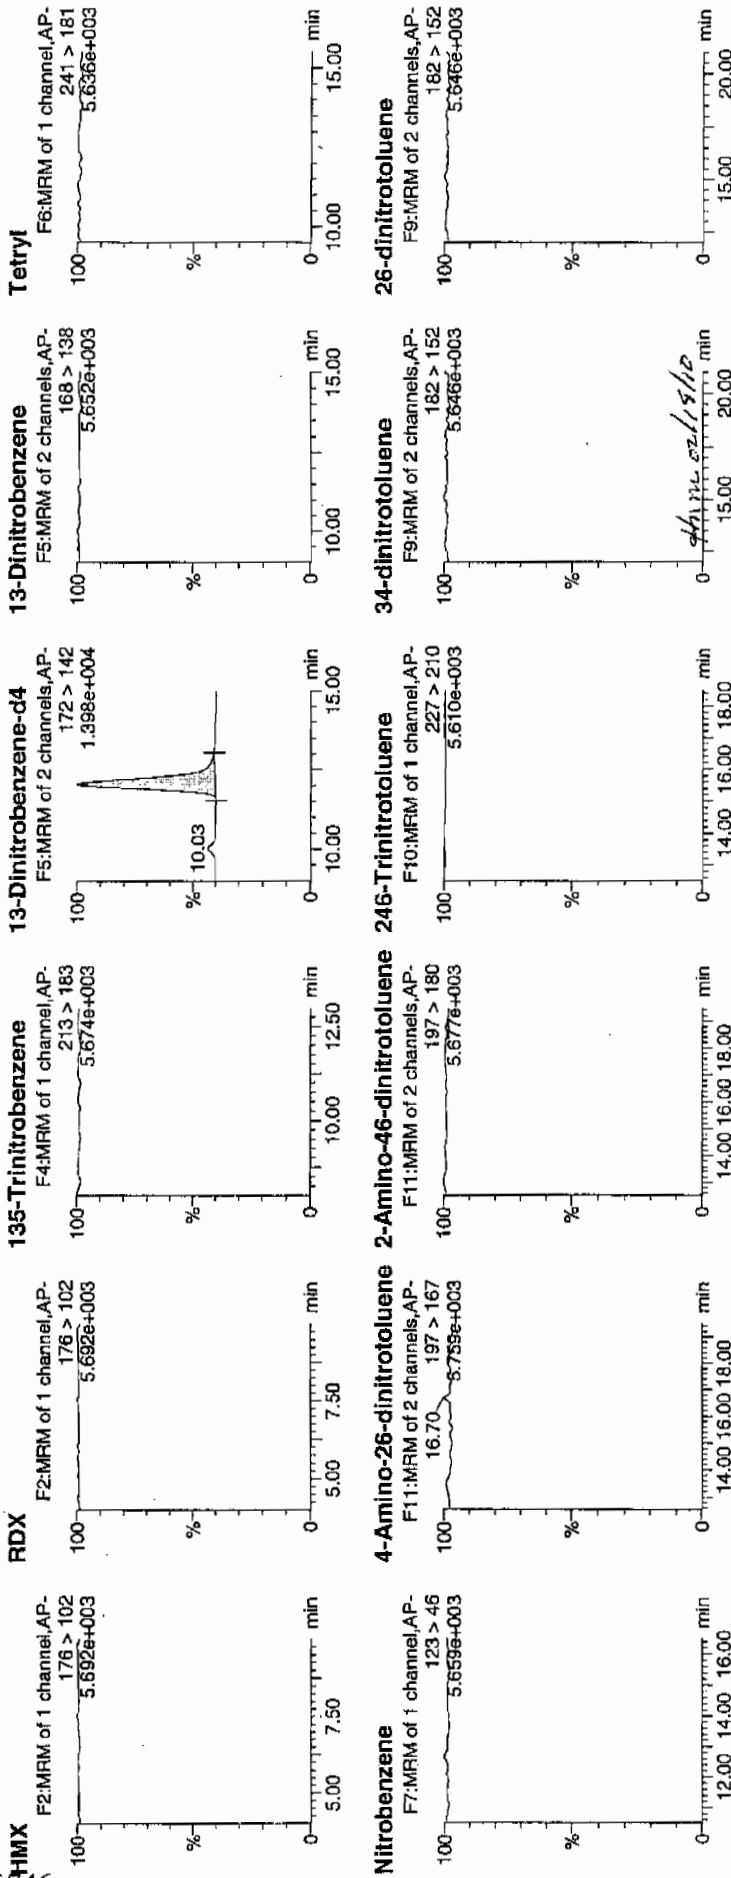 HMX
F2:MRM of 1 channel,AP-
176 > 102
5.692e+003
100
%
0
5.00 7.50 min
RDX
F2:MRM of 1 channel,AP-
176 > 102
5.692e+003
100
%
0
5.00 7.50 min
135-Trinitrobenzene
F4:MRM of 1 channel,AP-
213 > 183
5.674e+003
100
%
0
10.00 12.50 min
13-Dinitrobenzene-d4
F5:MRM of 2 channels,AP-
172 > 142
1.398e+004
100
%
10.03
0
10.00 15.00 min
13-Dinitrobenzene
F5:MRM of 2 channels,AP-
168 > 138
5.652e+003
100
%
0
10.00 15.00 min
Tetryl
F6:MRM of 1 channel,AP-
241 > 181
5.636e+003
100
%
0
10.00 15.00 min
Nitrobenzene
F7:MRM of 1 channel,AP-
123 > 46
5.659e+003
100
%
0
12.00 14.00 16.00 min
4-Amino-26-dinitrotoluene
F11:MRM of 2 channels,AP-
16.70 197 > 167
5.759e+003
100
%
0
14.00 16.00 18.00 min
2-Amino-46-dinitrotoluene
F11:MRM of 2 channels,AP-
197 > 180
5.677e+003
100
%
0
14.00 16.00 18.00 min
246-Trinitrotoluene
F10:MRM of 1 channel,AP-
227 > 210
5.610e+003
100
%
0
14.00 16.00 18.00 min
34-dinitrotoluene
F9:MRM of 2 channels,AP-
182 > 152
5.646e+003
100
%
02/19/10
0
15.00 20.00 min
26-dinitrotoluene
F9:MRM of 2 channels,AP-
182 > 152
5.646e+003
100
%
0
15.00 20.00 min